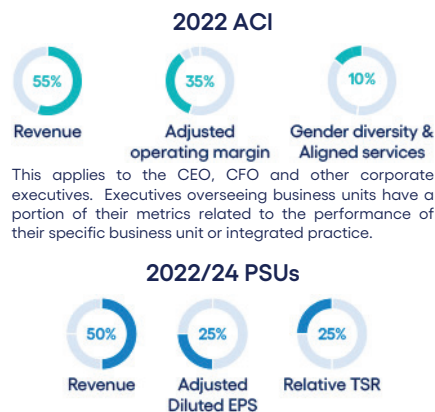 2022 ACI
55% 35% 10%
Revenue Adjusted Gender diversity &
operating margin Aligned services
This applies to the CEO, CFO and other corporate
executives. Executives overseeing business units have a
portion of their metrics related to the performance of
their specific business unit or integrated practice.
2022/24 PSUs
50% 25% 25%
Revenue Adjusted Relative TSR
Diluted EPS